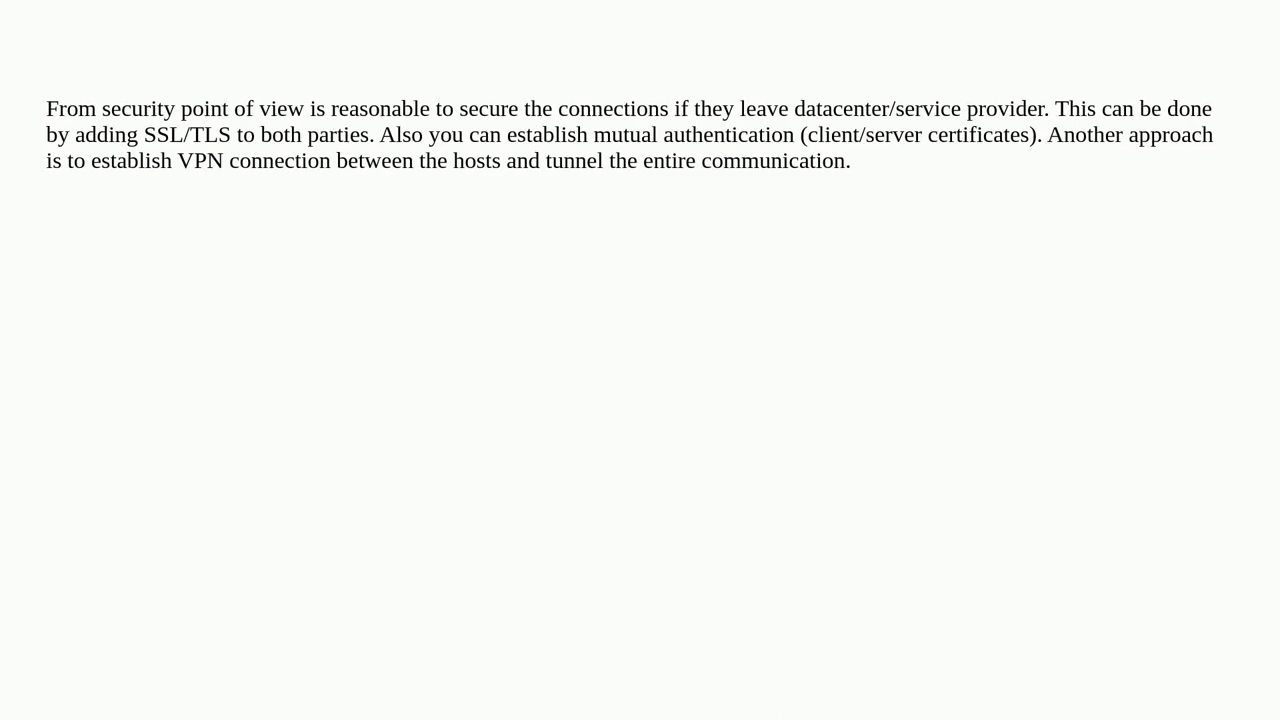 From security point of view is reasonable to secure the connections if they leave datacenter/service provider. This can be done
by adding SSL/TLS to both parties. Also you can establish mutual authentication (client/server certificates). Another approach
is to establish VPN connection between the hosts and tunnel the entire communication.